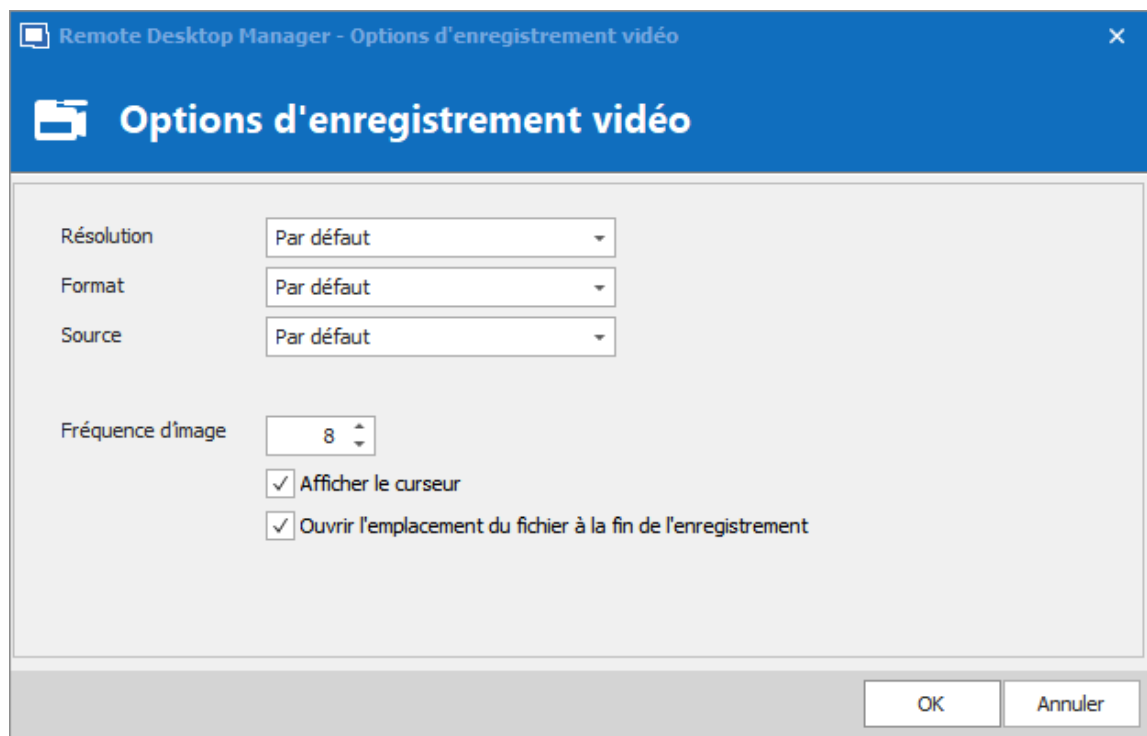 Remote Desktop Manager - Options d'enregistrement vidéo
Options d'enregistrement vidéo
Résolution Par défaut
Format Par défaut
Source Par défaut
Fréquence d'image 8
Afficher le curseur
Ouvrir l'emplacement du fichier à la fin de l'enregistrement
OK Annuler